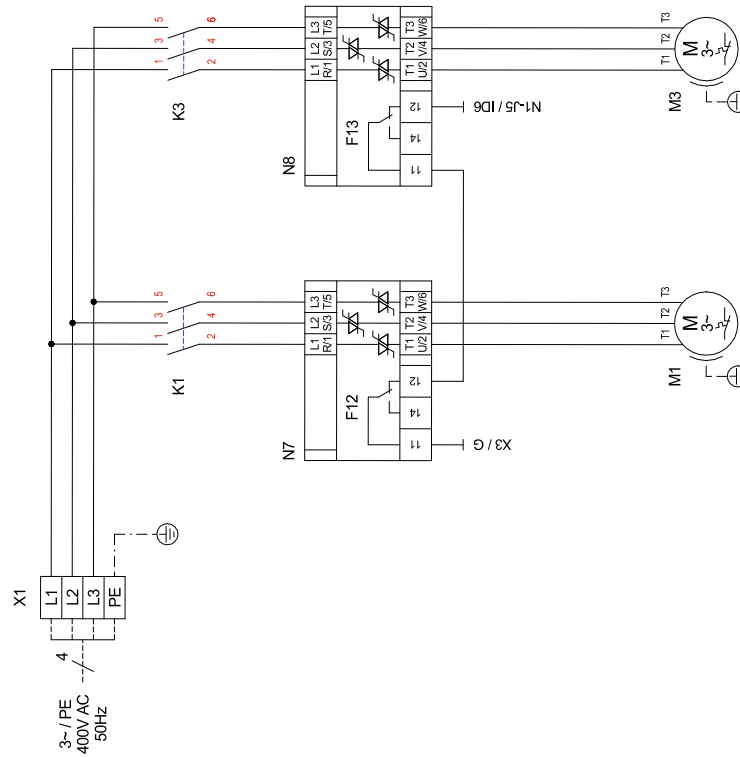 3~ / PE
400V AC
50Hz
4
X1
L1
L2
L3
PE
K1
1
3
5
2
4
6
N7
L1
L2
L3
R/1
S/3
T/5
F12
11
14
12
T1
T2
T3
U/2
V/4
W/6
X3 / G
M1
T1
T2
T3
M
3~
K3
1
3
5
2
4
6
N8
L1
L2
L3
R/1
S/3
T/5
F13
11
14
12
T1
T2
T3
U/2
V/4
W/6
N1-J5 / ID6
M3
T1
T2
T3
M
3~